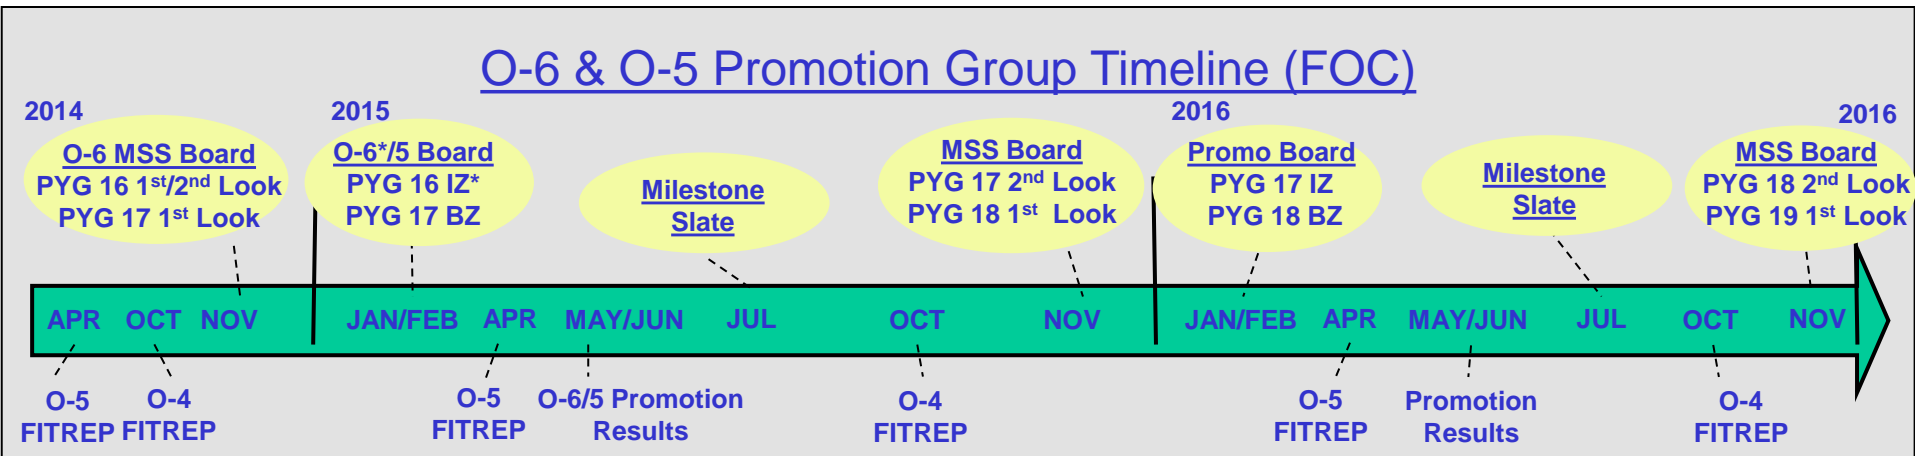 O-6 & O-5 Promotion Group Timeline (FOC)
2014
2015
2016
2016
O-6 MSS Board
PYG 16 1st/2nd Look
PYG 17 1st Look
O-6*/5 Board
PYG 16 IZ*
PYG 17 BZ
Milestone
Slate
MSS Board
PYG 17 2nd Look
PYG 18 1st Look
Promo Board
PYG 17 IZ
PYG 18 BZ
Milestone
Slate
MSS Board
PYG 18 2nd Look
PYG 19 1st Look
APR OCT NOV JAN/FEB APR MAY/JUN JUL OCT NOV JAN/FEB APR MAY/JUN JUL OCT NOV
O-5
FITREP
O-4
FITREP
O-5
FITREP
O-6/5 Promotion
Results
O-4
FITREP
O-5
FITREP
Promotion
Results
O-4
FITREP